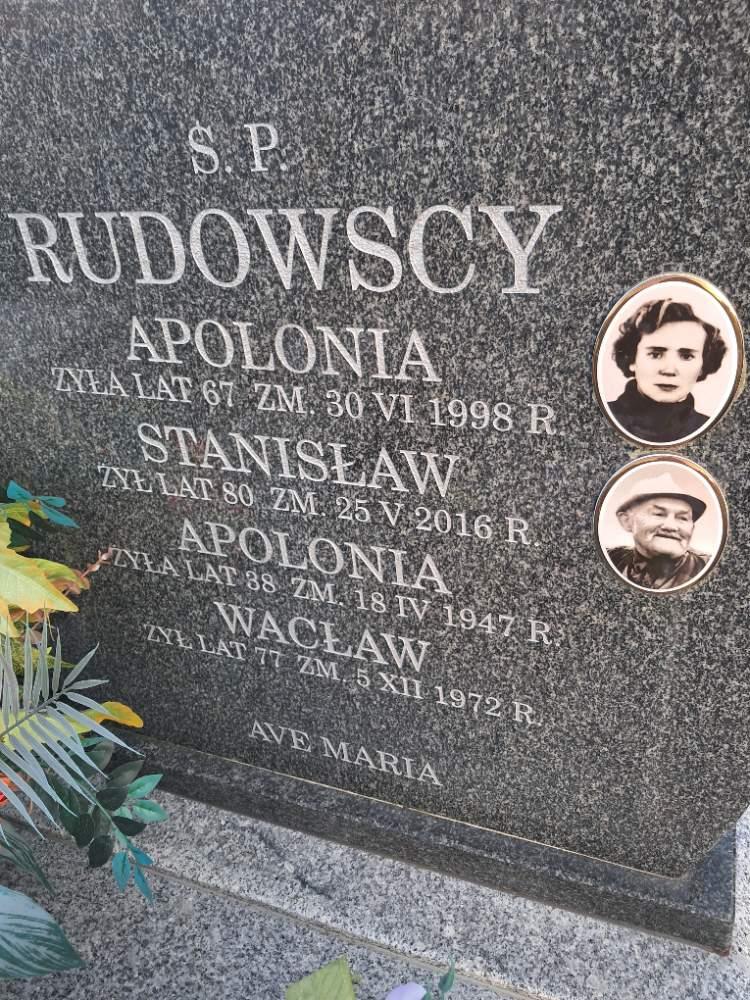 Ś. P.
RUDOWSCY
APOLONIA
ŻYŁA LAT 67 ZM. 30 VI 1998 R.
STANISŁAW
ŻYŁ LAT 80 ZM. 25 V 2016 R.
APOLONIA
ŻYŁA LAT 38 ZM. 18 IV 1947 R.
WACŁAW
ŻYŁ LAT 77 ZM. 5 XII 1972 R.
AVE MARIA